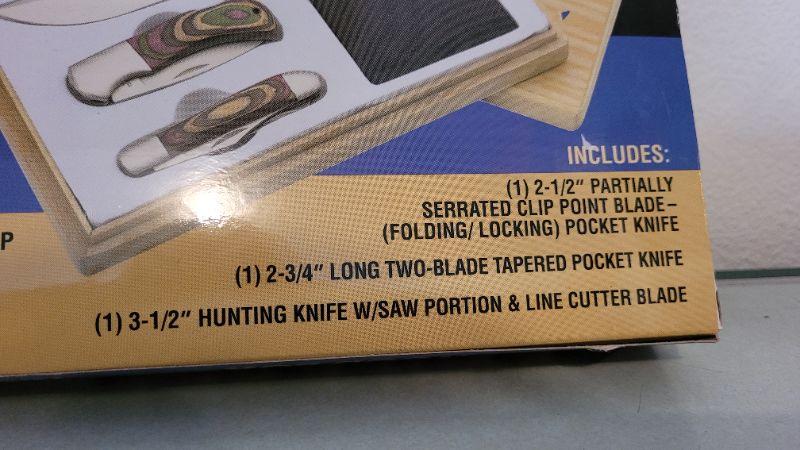 INCLUDES:
(1) 2-1/2" PARTIALLY
SERRATED CLIP POINT BLADE–
(FOLDING/ LOCKING) POCKET KNIFE
P
(1) 2-3/4" LONG TWO-BLADE TAPERED POCKET KNIFE
(1) 3-1/2" HUNTING KNIFE W/SAW PORTION & LINE CUTTER BLADE